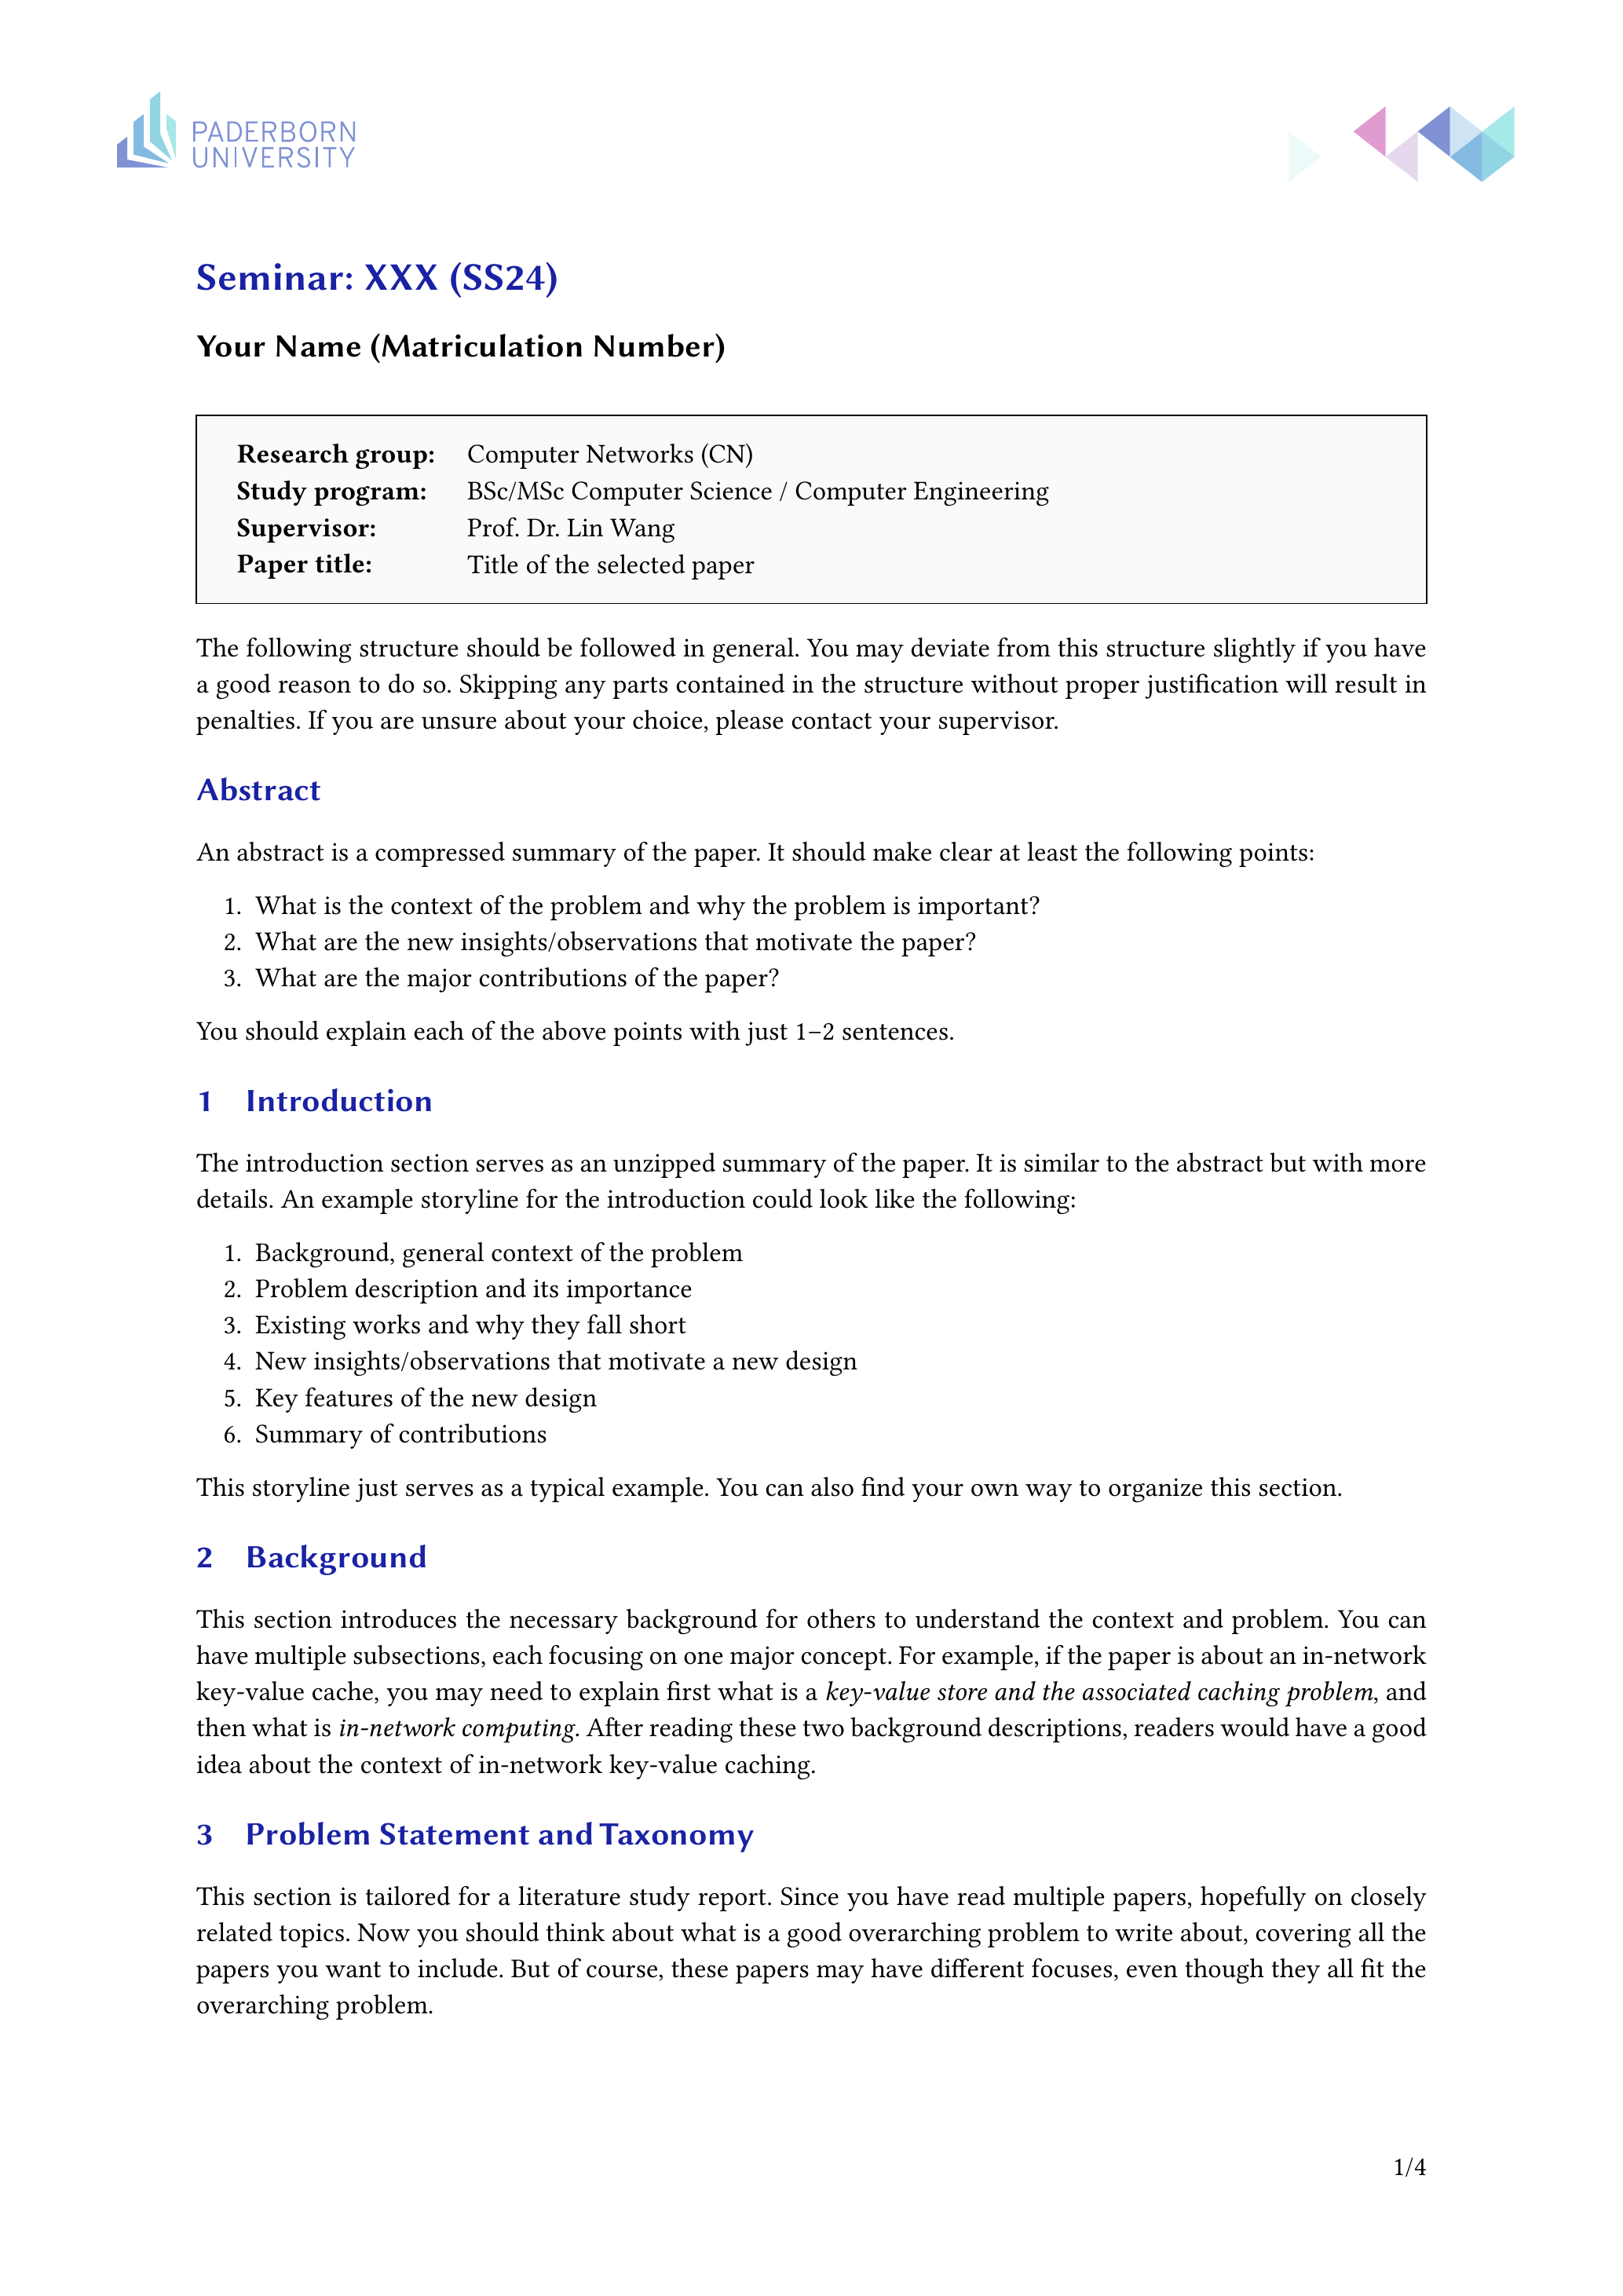 PADERBORN
UNIVERSITY
Seminar: XXX (SS24)
Your Name (Matriculation Number)
Research group: Computer Networks (CN)
Study program: BSc/MSc Computer Science / Computer Engineering
Supervisor: Prof. Dr. Lin Wang
Paper title: Title of the selected paper
The following structure should be followed in general. You may deviate from this structure slightly if you have
a good reason to do so. Skipping any parts contained in the structure without proper justification will result in
penalties. If you are unsure about your choice, please contact your supervisor.
Abstract
An abstract is a compressed summary of the paper. It should make clear at least the following points:
1. What is the context of the problem and why the problem is important?
2. What are the new insights/observations that motivate the paper?
3. What are the major contributions of the paper?
You should explain each of the above points with just 1–2 sentences.
1 Introduction
The introduction section serves as an unzipped summary of the paper. It is similar to the abstract but with more
details. An example storyline for the introduction could look like the following:
1. Background, general context of the problem
2. Problem description and its importance
3. Existing works and why they fall short
4. New insights/observations that motivate a new design
5. Key features of the new design
6. Summary of contributions
This storyline just serves as a typical example. You can also find your own way to organize this section.
2 Background
This section introduces the necessary background for others to understand the context and problem. You can
have multiple subsections, each focusing on one major concept. For example, if the paper is about an in-network
key-value cache, you may need to explain first what is a key-value store and the associated caching problem, and
then what is in-network computing. After reading these two background descriptions, readers would have a good
idea about the context of in-network key-value caching.
3 Problem Statement and Taxonomy
This section is tailored for a literature study report. Since you have read multiple papers, hopefully on closely
related topics. Now you should think about what is a good overarching problem to write about, covering all the
papers you want to include. But of course, these papers may have different focuses, even though they all fit the
overarching problem.
1/4